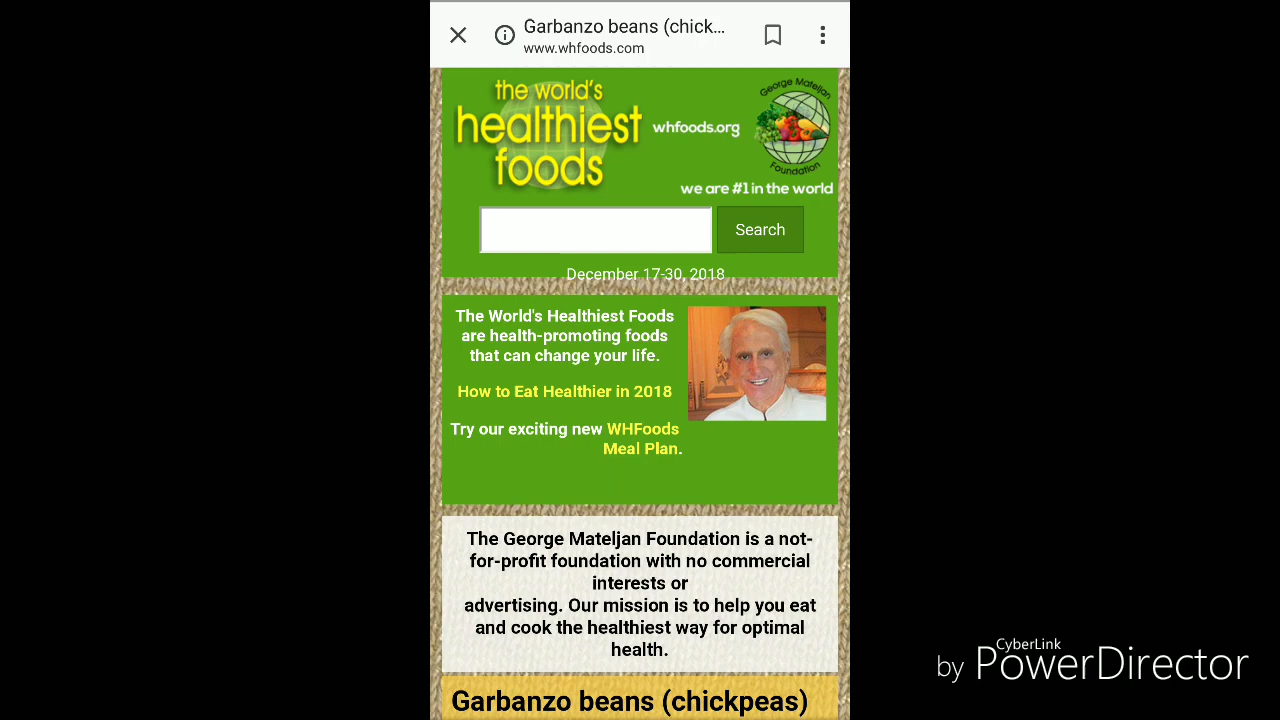 Garbanzo beans (chick...
www.whfoods.com
the world's
healthiest
foods
whfoods.org
George Mateljan
Foundation
we are #1 in the world
Search
December 17-30, 2018
The World's Healthiest Foods
are health-promoting foods
that can change your life.
How to Eat Healthier in 2018
Try our exciting new WHFoods
Meal Plan.
The George Mateljan Foundation is a not-
for-profit foundation with no commercial
interests or
advertising. Our mission is to help you eat
and cook the healthiest way for optimal
health.
Garbanzo beans (chickpeas)
CyberLink
by PowerDirector